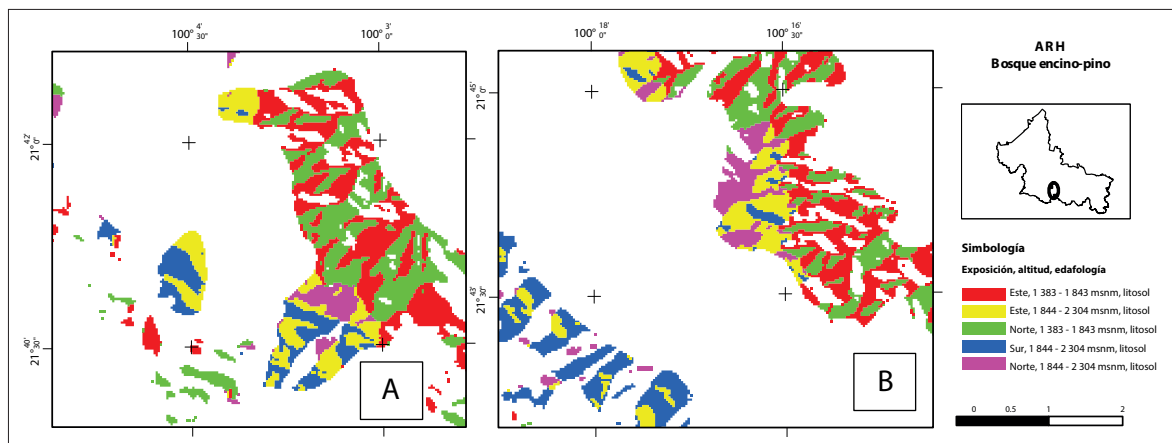 100° 4'
30"
100° 3'
100° 18'
0"
100° 16'
30"
21° 42'
0"
21° 40'
30"
21° 45'
0"
21° 43'
30"
A
B
ARH
Bosque encino-pino
Simbología
Exposición, altitud, edafología
Este, 1 383 - 1 843 msnm, litosol
Este, 1 844 - 2 304 msnm, litosol
Norte, 1 383 - 1 843 msnm, litosol
Sur, 1 844 - 2 304 msnm, litosol
Norte, 1 844 - 2 304 msnm, litosol
0 0.5 1 2